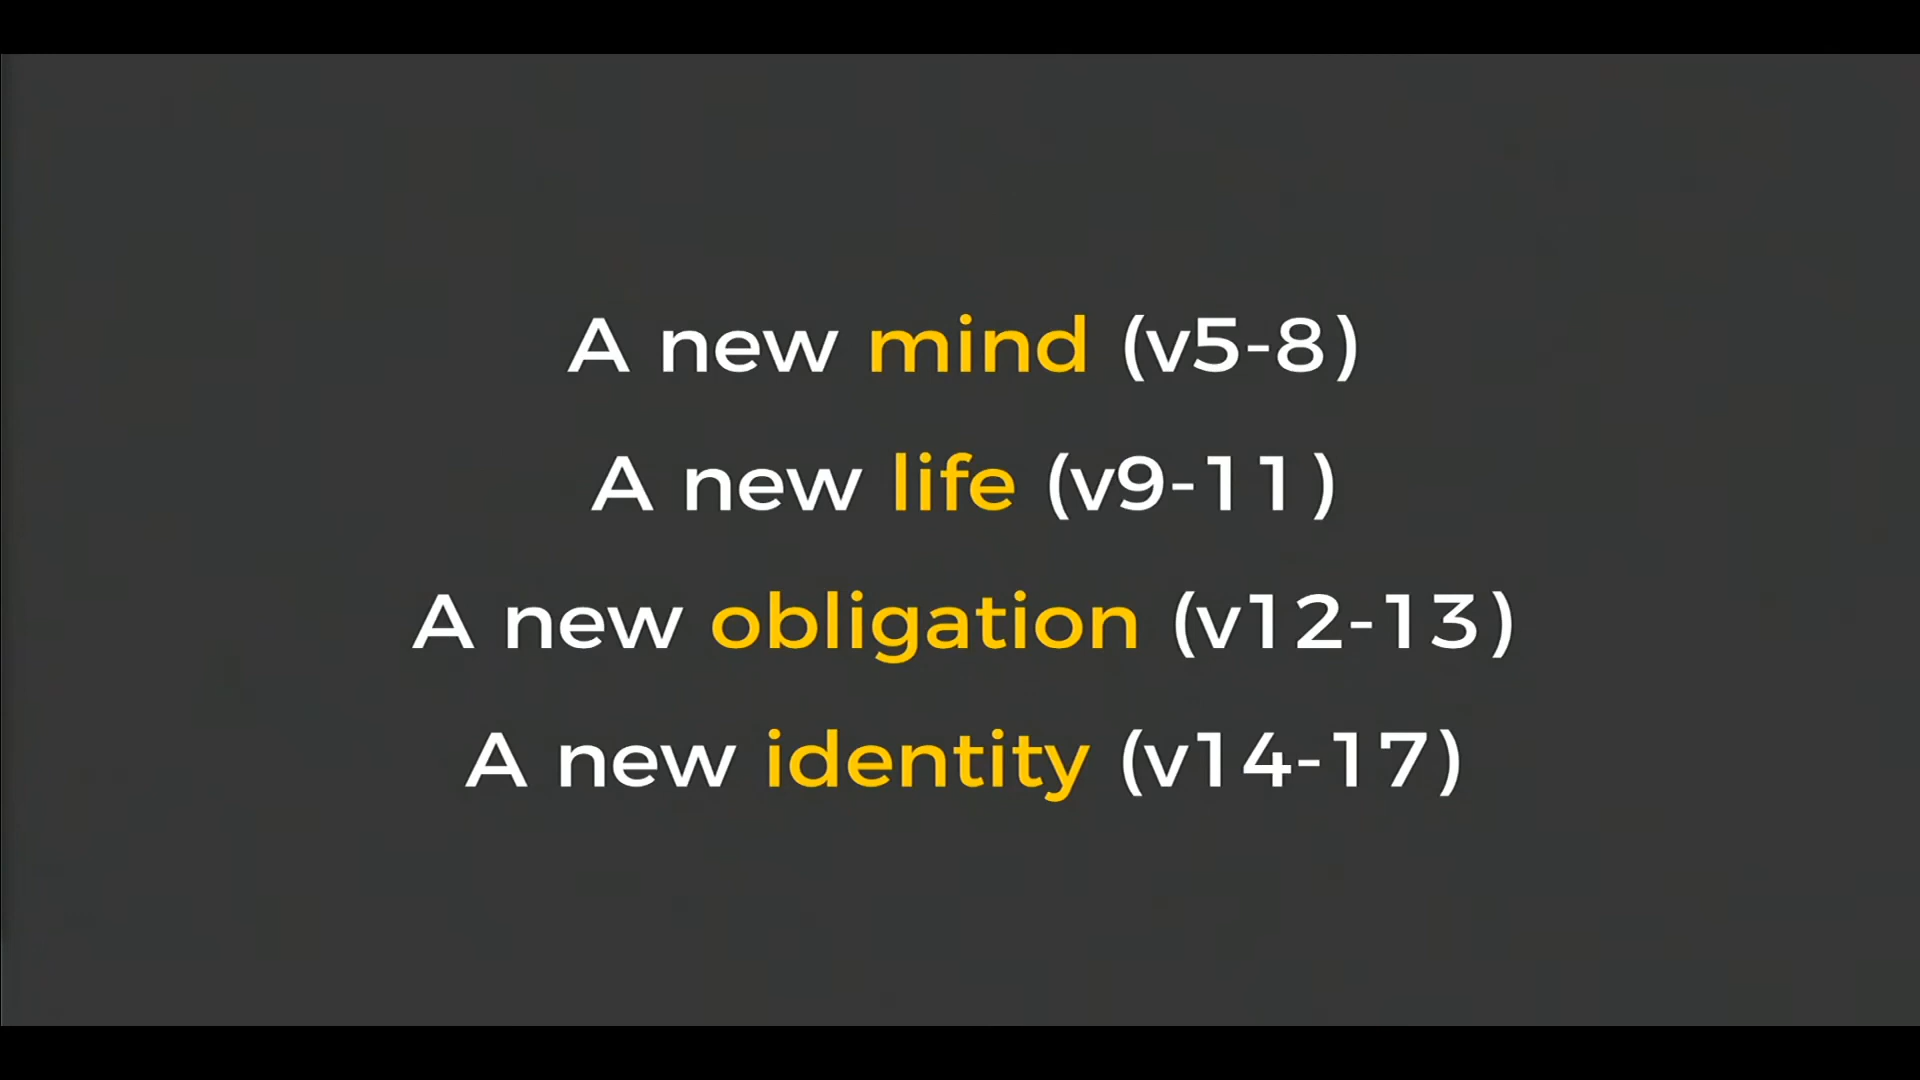 A new mind (v5-8)
A new life (v9-11)
A new obligation (v12-13)
A new identity (v14-17)